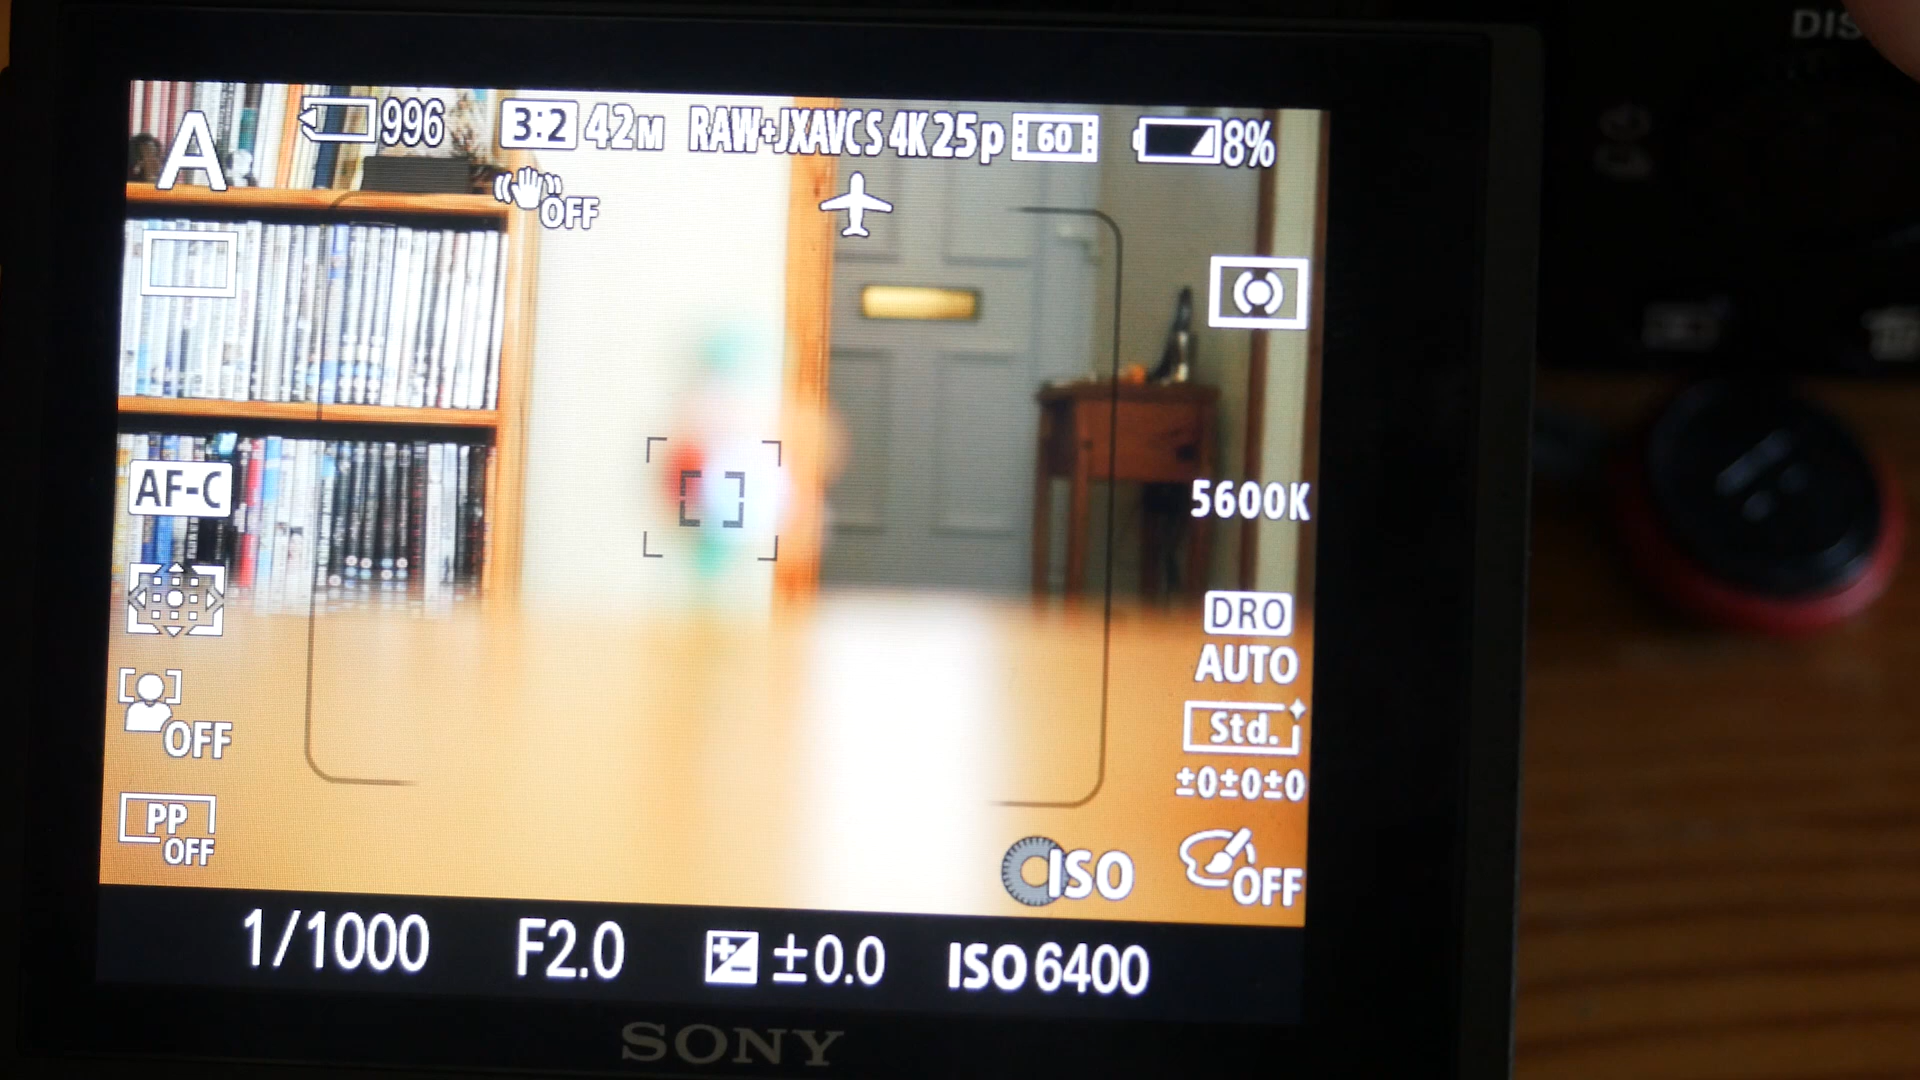 DIS
A 996 3:2 42M RAW+J XAVC S 4K 25p 60 8%
OFF
5600K
AF-C
DRO
AUTO
OFF
Std.
±0±0±0
PP
OFF
ISO OFF
1/1000 F2.0 ±0.0 ISO 6400
SONY